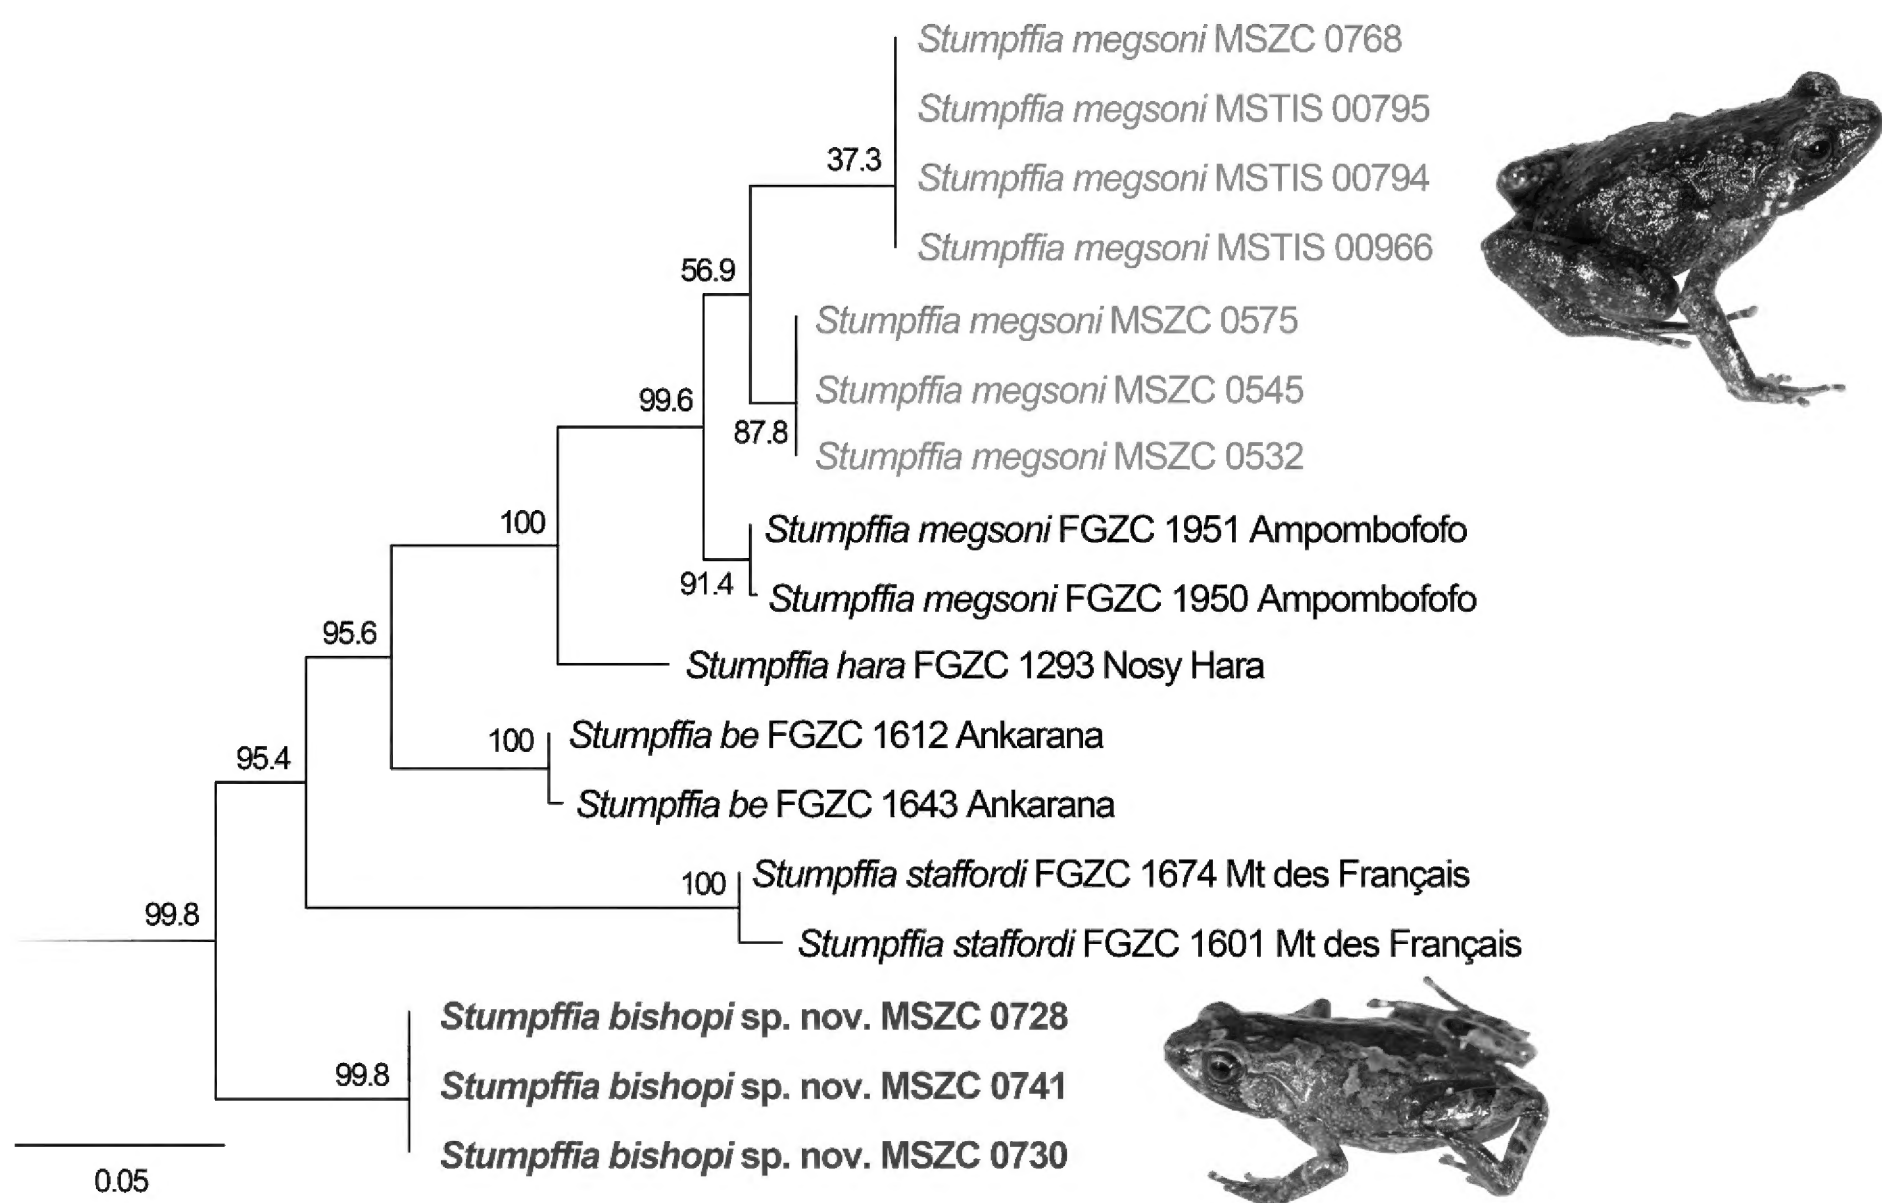 Stumpffia megsoni MSZC 0768
Stumpffia megsoni MSTIS 00795
37.3
Stumpffia megsoni MSTIS 00794
Stumpffia megsoni MSTIS 00966
56.9
Stumpffia megsoni MSZC 0575
Stumpffia megsoni MSZC 0545
99.6
87.8
Stumpffia megsoni MSZC 0532
100
Stumpffia megsoni FGZC 1951 Ampombofofo
91.4
Stumpffia megsoni FGZC 1950 Ampombofofo
95.6
Stumpffia hara FGZC 1293 Nosy Hara
100
Stumpffia be FGZC 1612 Ankarana
95.4
Stumpffia be FGZC 1643 Ankarana
100
Stumpffia staffordi FGZC 1674 Mt des Français
99.8
Stumpffia staffordi FGZC 1601 Mt des Français
Stumpffia bishopi sp. nov. MSZC 0728
99.8
Stumpffia bishopi sp. nov. MSZC 0741
Stumpffia bishopi sp. nov. MSZC 0730
0.05